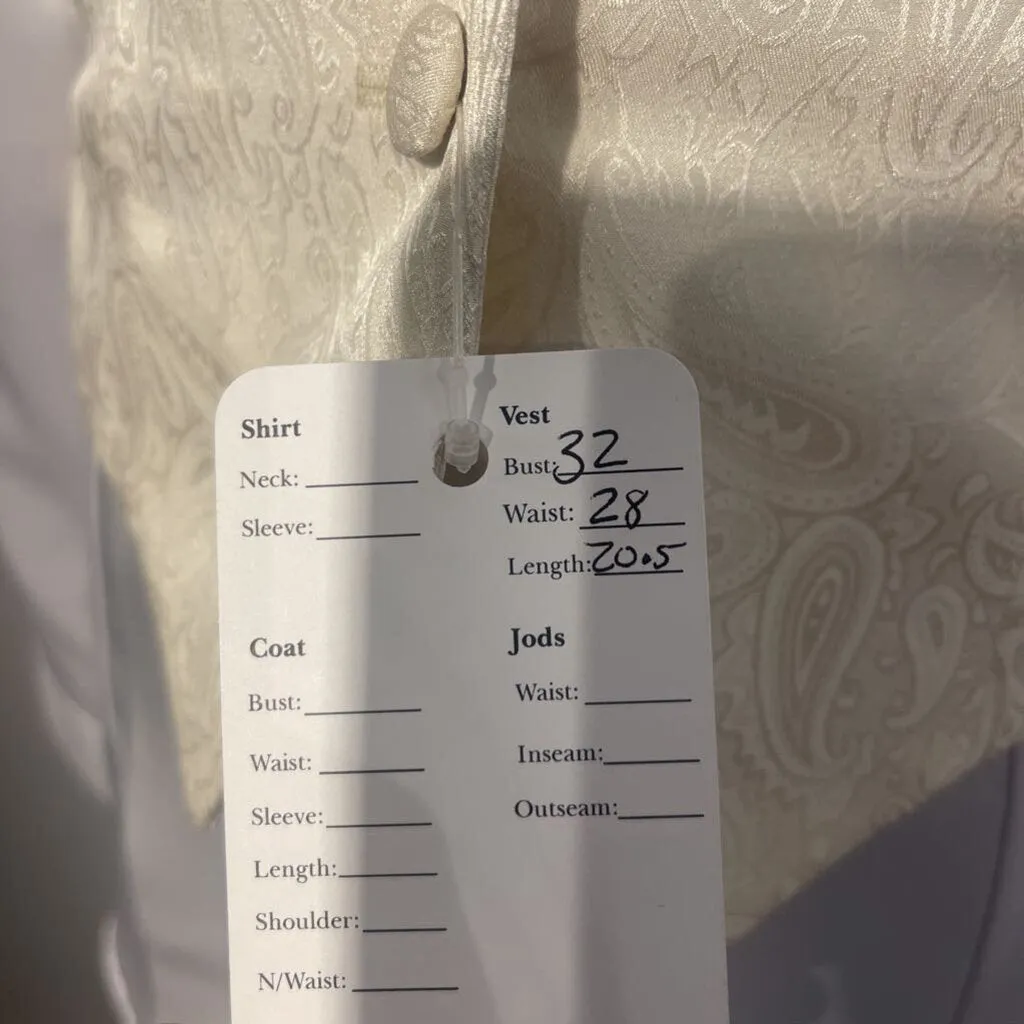 Shirt
Neck:
Sleeve:
Vest
Bust: 32
Waist: 28
Length: 20.5
Coat
Bust:
Waist:
Sleeve:
Length:
Shoulder:
N/Waist:
Jods
Waist:
Inseam:
Outseam: